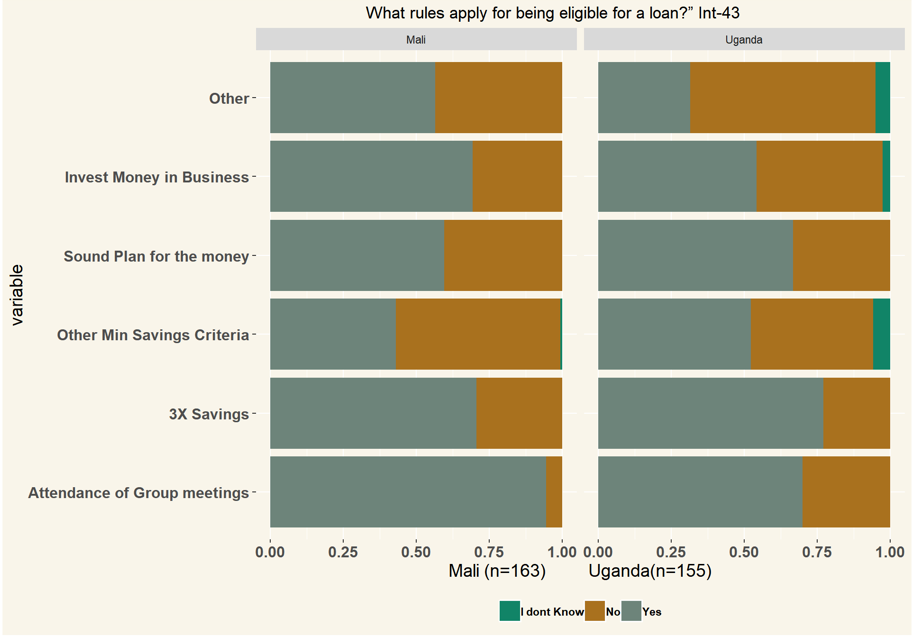 What rules apply for being eligible for a loan?” Int-43
Mali
Uganda
variable
Other
Invest Money in Business
Sound Plan for the money
Other Min Savings Criteria
3X Savings
Attendance of Group meetings
0.00 0.25 0.50 0.75 1.00 0.00 0.25 0.50 0.75 1.00
Mali (n=163) Uganda(n=155)
I dont Know No Yes